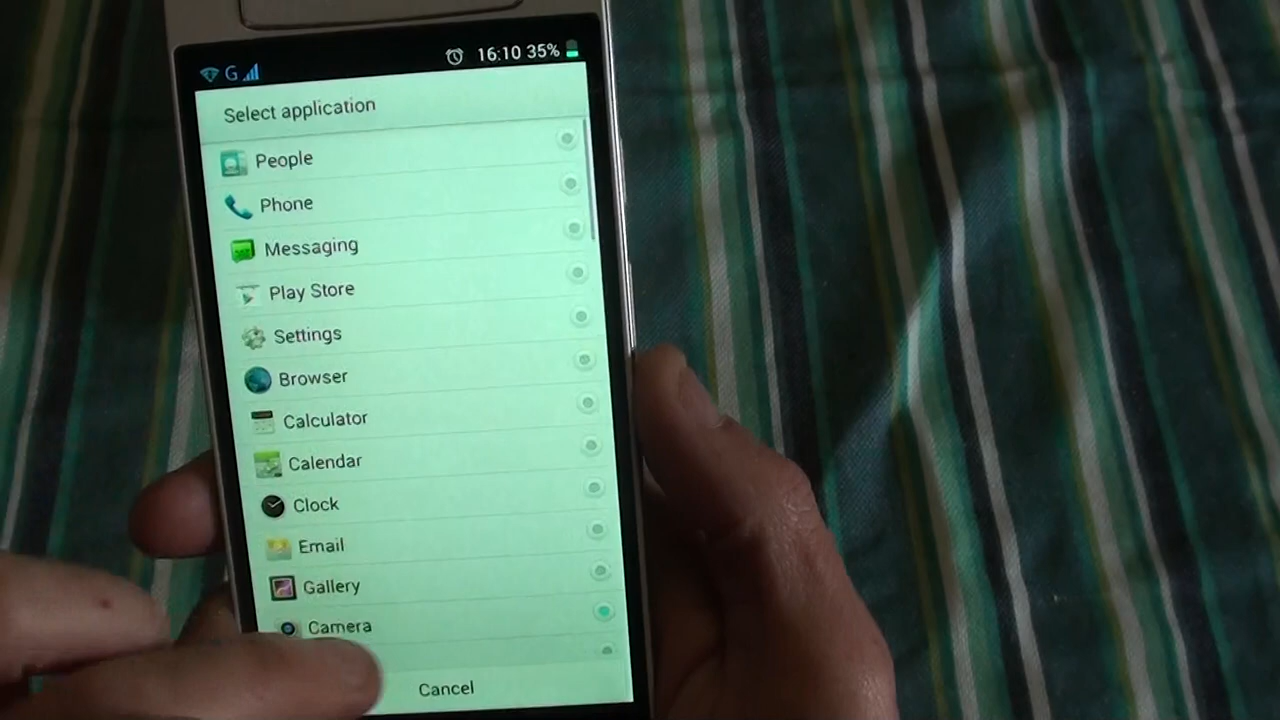 G 16:10 35%
Select application
People
Phone
Messaging
Play Store
Settings
Browser
Calculator
Calendar
Clock
Email
Gallery
Camera
Cancel